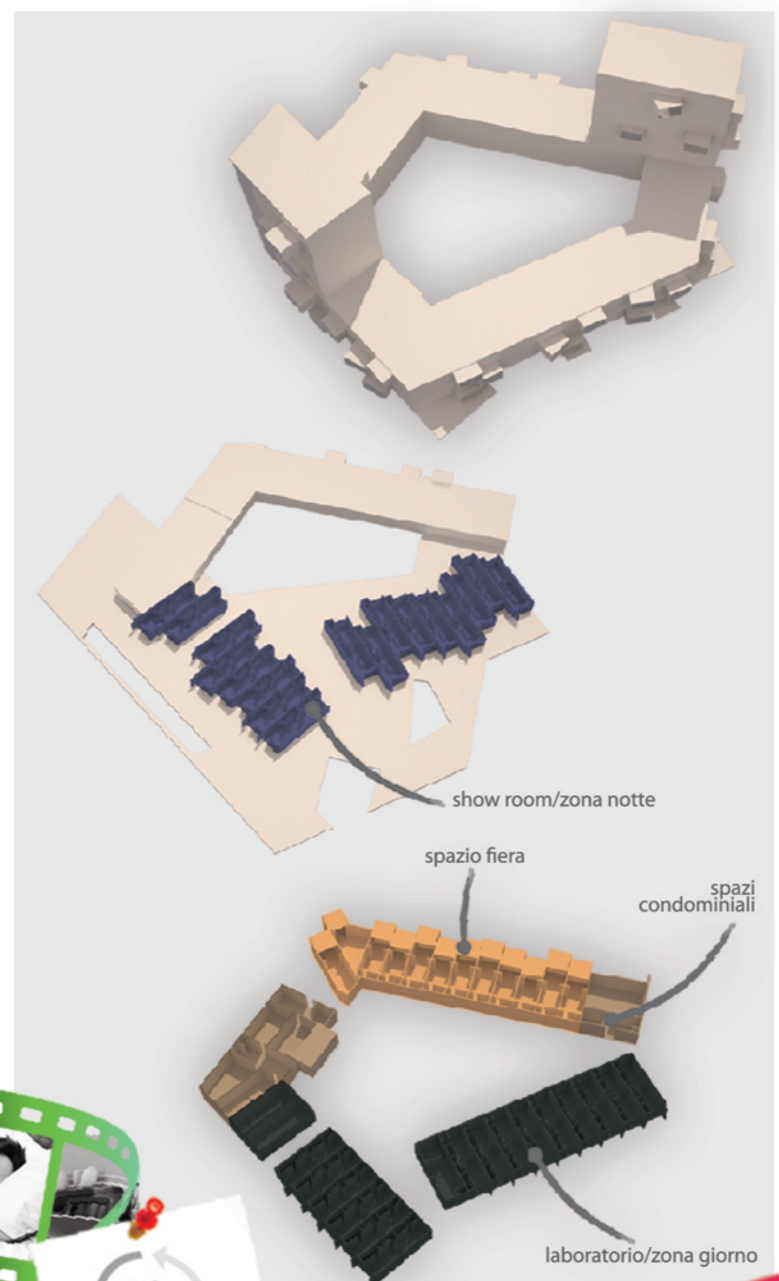 show room/zona notte
spazio fiera
spazi
condominiali
laboratorio/zona giorno